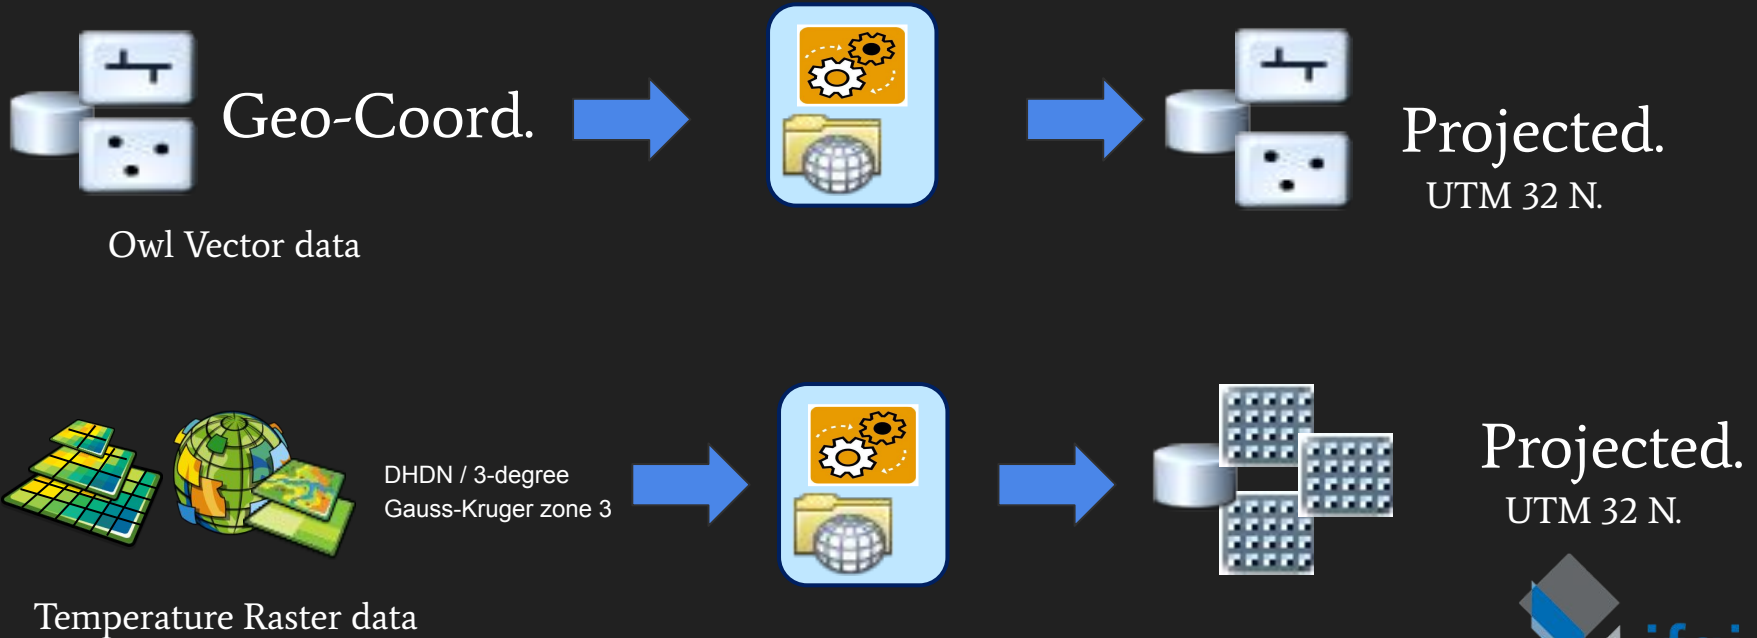 Geo-Coord.
Projected.
UTM 32 N.
Owl Vector data
DHDN / 3-degree
Gauss-Kruger zone 3
Projected.
UTM 32 N.
Temperature Raster data